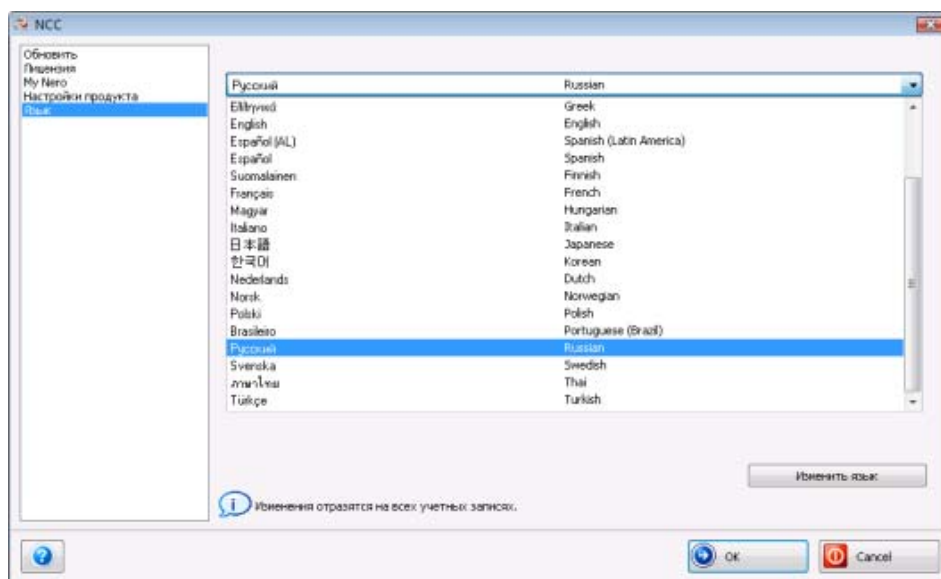 NCC
Обновить
Лицензия
My Nero
Настройки продукта
Язык
Русский Russian
Ελληνικά Greek
English English
Español (AL) Spanish (Latin America)
Español Spanish
Suomalainen Finnish
Français French
Magyar Hungarian
Italiano Italian
日本語 Japanese
한국어 Korean
Nederlands Dutch
Norsk Norwegian
Polski Polish
Brasileiro Portuguese (Brazil)
Русский Russian
Svenska Swedish
ภาษาไทย Thai
Türkçe Turkish
Изменить язык
Изменения отразятся на всех учетных записях.
OK
Cancel